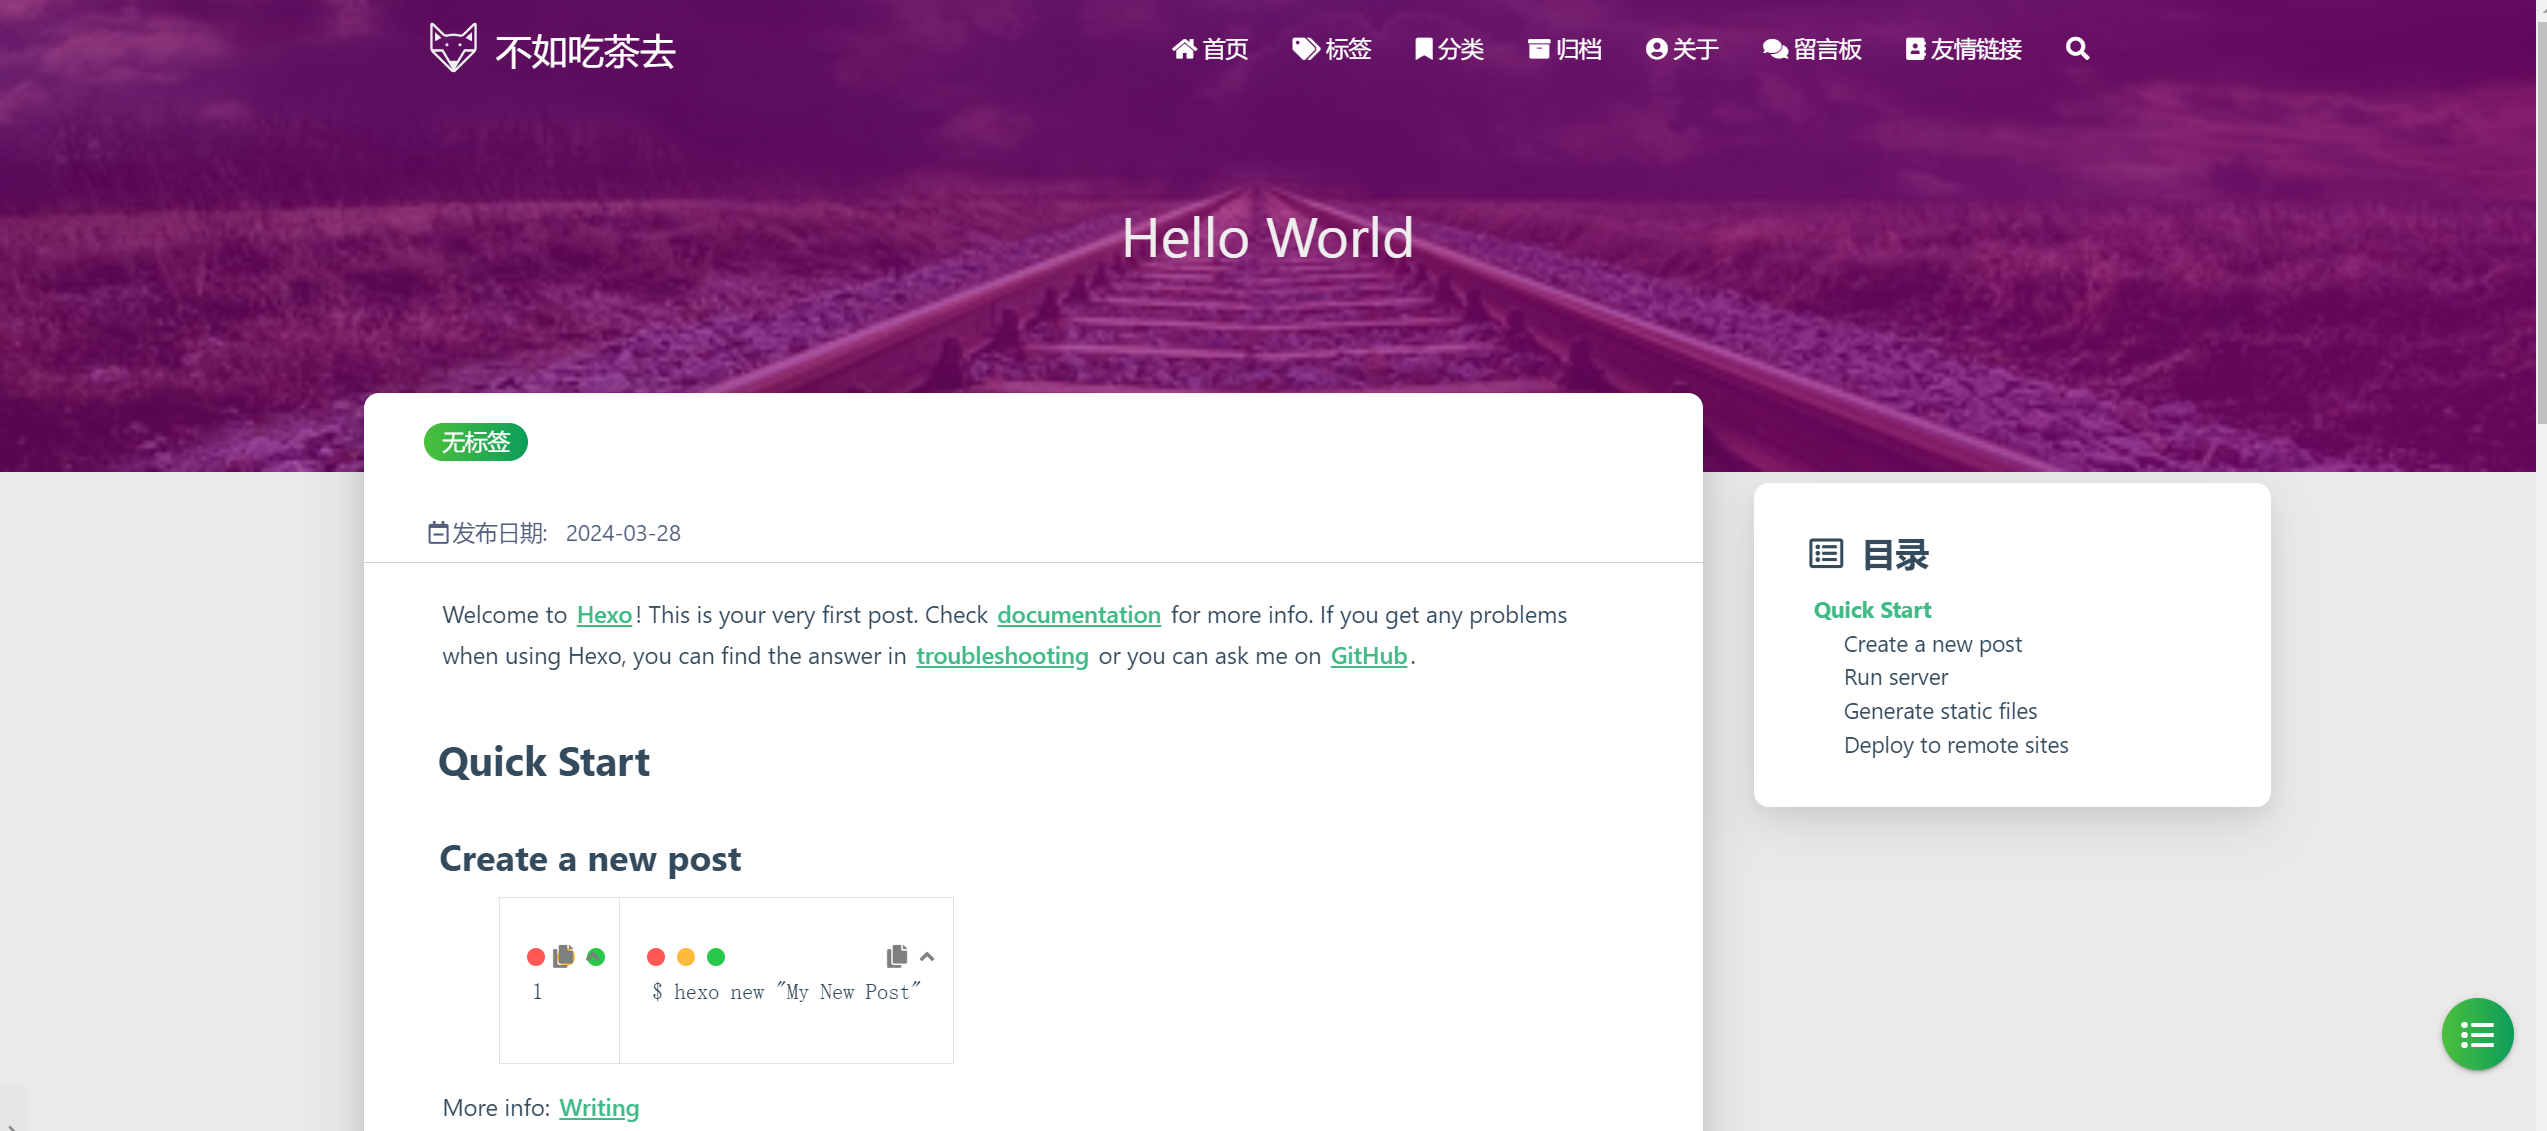 不如吃茶去
首页 标签 分类 归档 关于 留言板 友情链接
Hello World
无标签
发布日期: 2024-03-28
Welcome to Hexo! This is your very first post. Check documentation for more info. If you get any problems
when using Hexo, you can find the answer in troubleshooting or you can ask me on GitHub.
Quick Start
Create a new post
1
$ hexo new "My New Post"
More info: Writing
目录
Quick Start
Create a new post
Run server
Generate static files
Deploy to remote sites